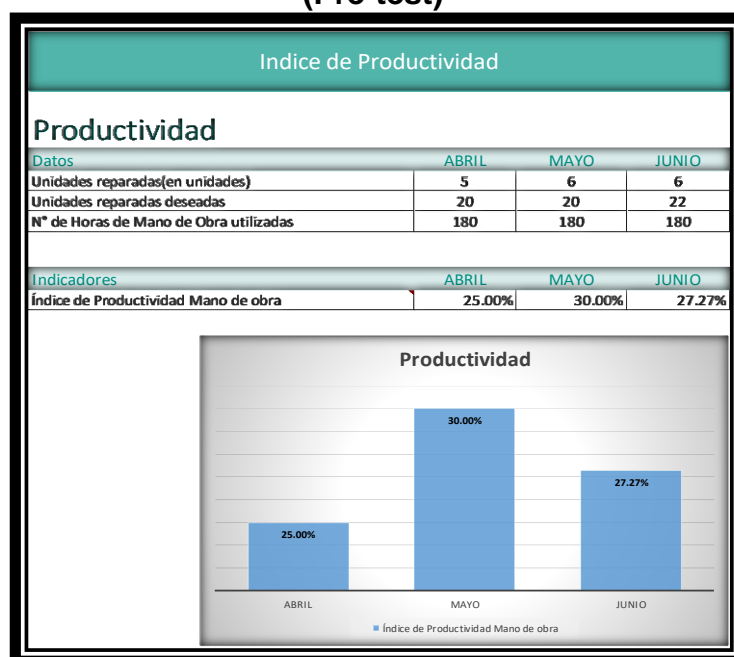 (Pre-test)
Indice de Productividad
Productividad
Datos ABRIL MAYO JUNIO
Unidades reparadas(en unidades) 5 6 6
Unidades reparadas deseadas 20 20 22
N° de Horas de Mano de Obra utilizadas 180 180 180
Indicadores ABRIL MAYO JUNIO
Índice de Productividad Mano de obra 25.00% 30.00% 27.27%
Productividad
30.00%
27.27%
25.00%
ABRIL MAYO JUNIO
Índice de Productividad Mano de obra